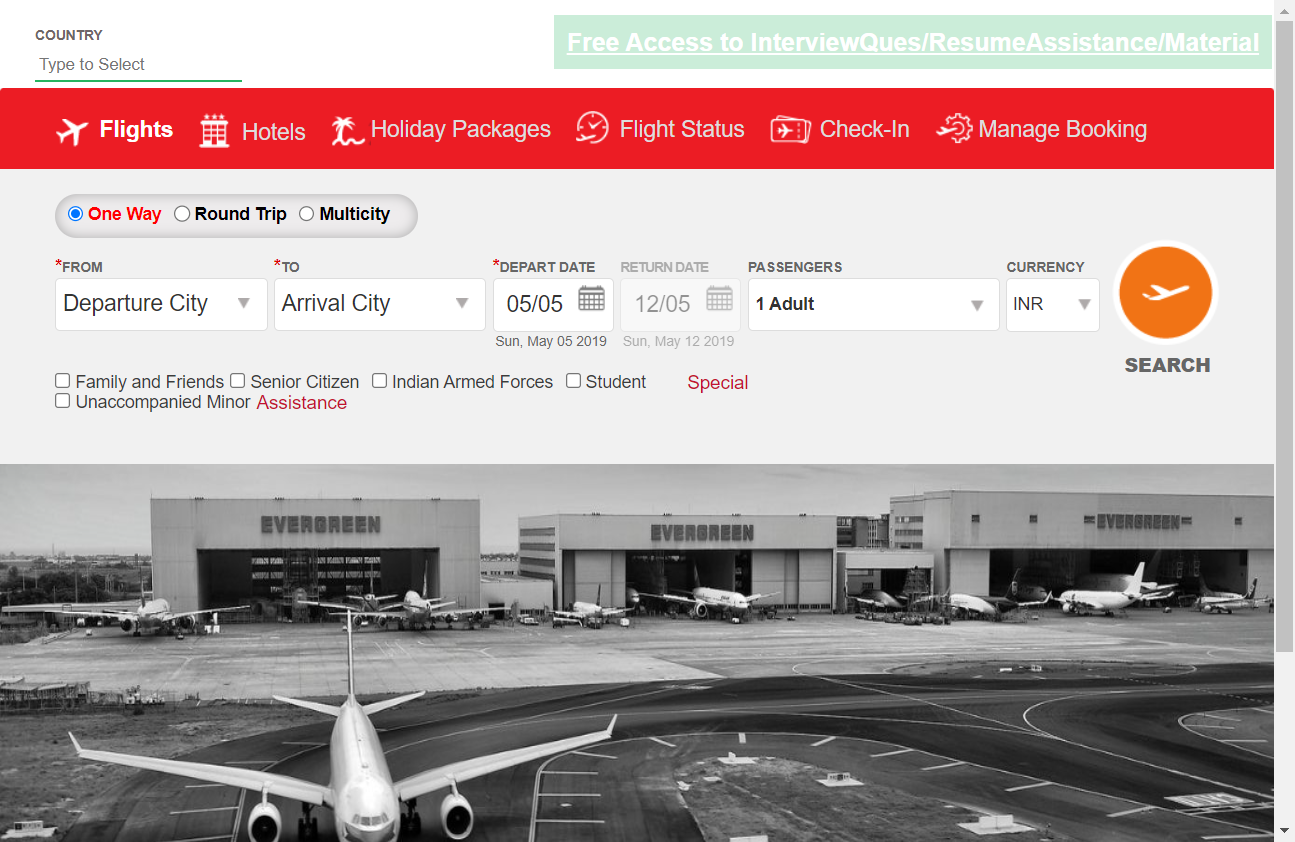 COUNTRY
Type to Select
Free Access to InterviewQues/ResumeAssistance/Material
Flights Hotels Holiday Packages Flight Status Check-In Manage Booking
One Way Round Trip Multicity
*FROM *TO *DEPART DATE RETURN DATE PASSENGERS CURRENCY
Departure City Arrival City 05/05 12/05 1 Adult INR
Sun, May 05 2019 Sun, May 12 2019
SEARCH
Family and Friends Senior Citizen Indian Armed Forces Student Special
Unaccompanied Minor Assistance
EVERGREEN EVERGREEN EVERGREEN